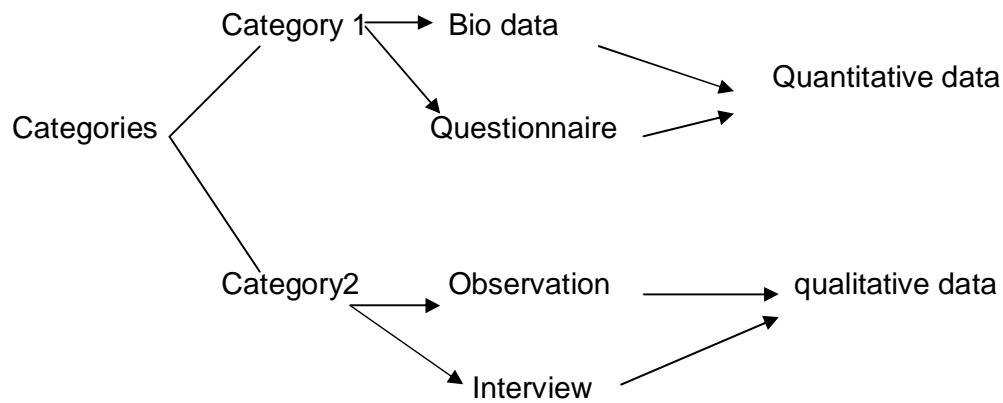 Category 1
Bio data
Quantitative data
Categories
Questionnaire
Category2
Observation
qualitative data
Interview